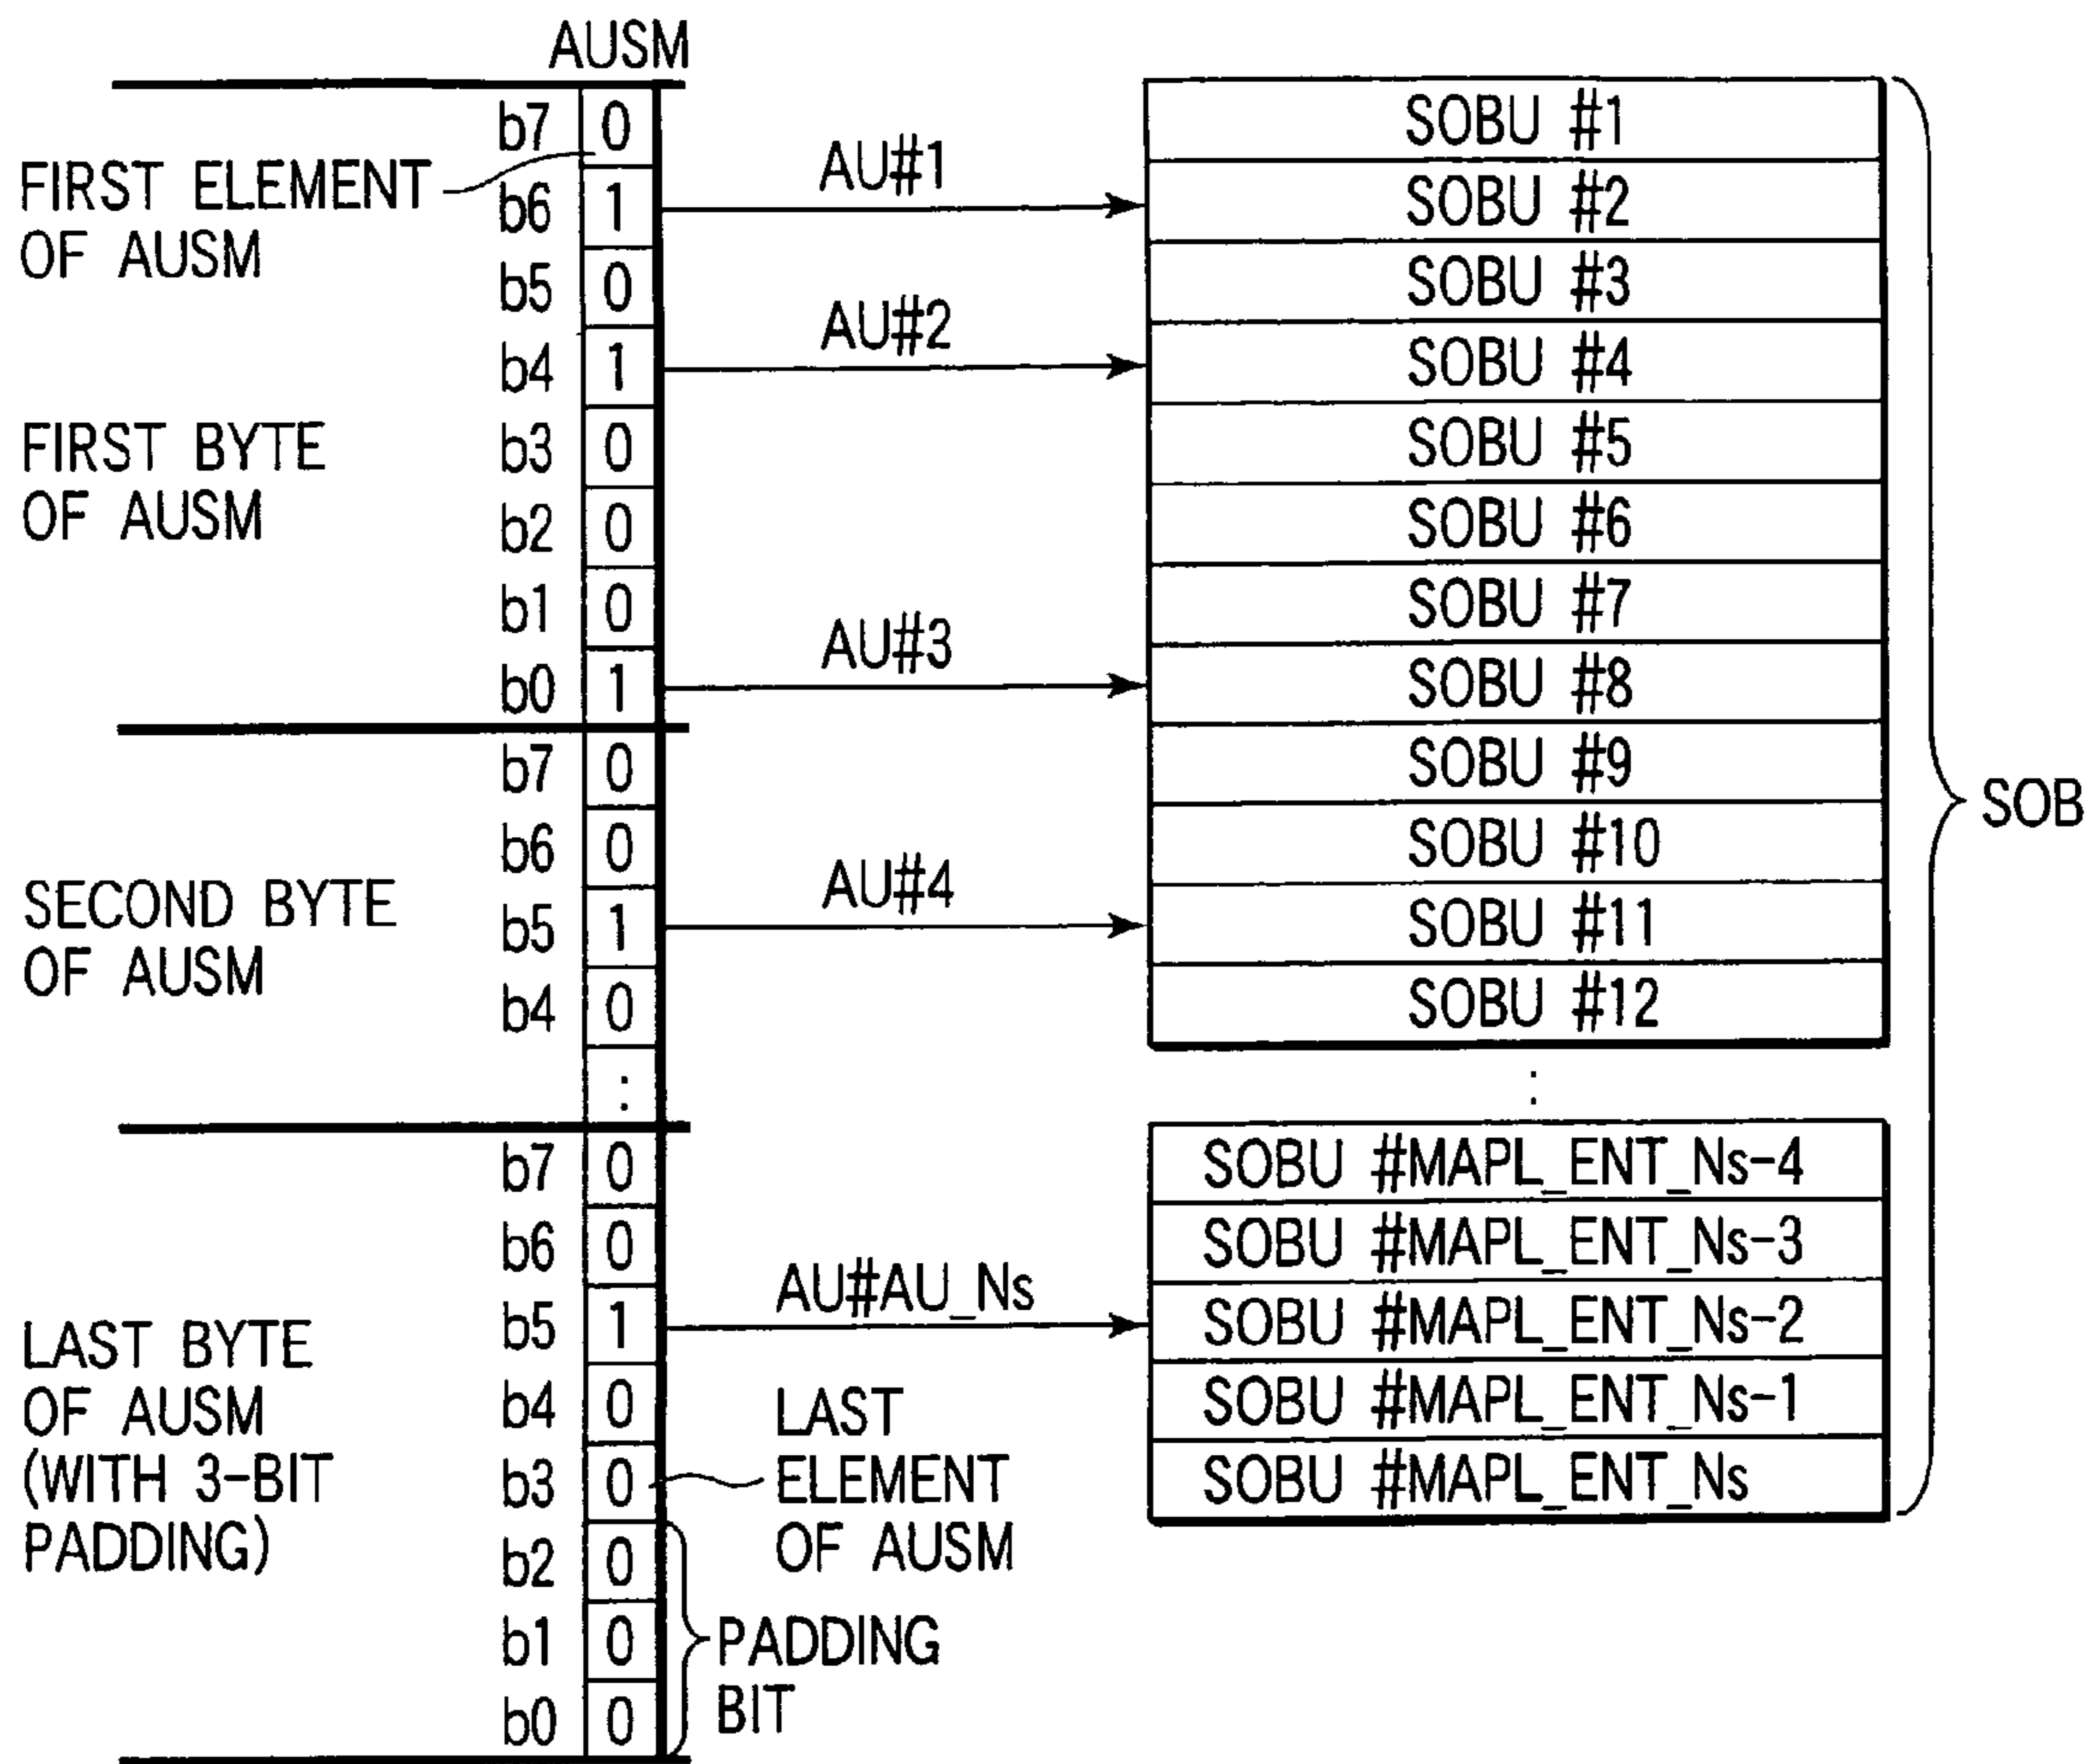 AUSM
b7 0 SOBU #1
FIRST ELEMENT
OF AUSM
b6 1 AU#1 SOBU #2
b5 0 SOBU #3
b4 1 AU#2 SOBU #4
FIRST BYTE
OF AUSM
b3 0 SOBU #5
b2 0 SOBU #6
b1 0 SOBU #7
b0 1 AU#3 SOBU #8
b7 0 SOBU #9
SOB
b6 0 SOBU #10
SECOND BYTE
OF AUSM
b5 1 AU#4 SOBU #11
b4 0 SOBU #12
: :
b7 0 SOBU #MAPL_ENT_Ns-4
b6 0 SOBU #MAPL_ENT_Ns-3
b5 1 AU#AU_Ns SOBU #MAPL_ENT_Ns-2
LAST BYTE
OF AUSM
(WITH 3-BIT
PADDING)
b4 0 SOBU #MAPL_ENT_Ns-1
b3 0 SOBU #MAPL_ENT_Ns
LAST
ELEMENT
OF AUSM
b2 0
b1 0
b0 0
PADDING
BIT